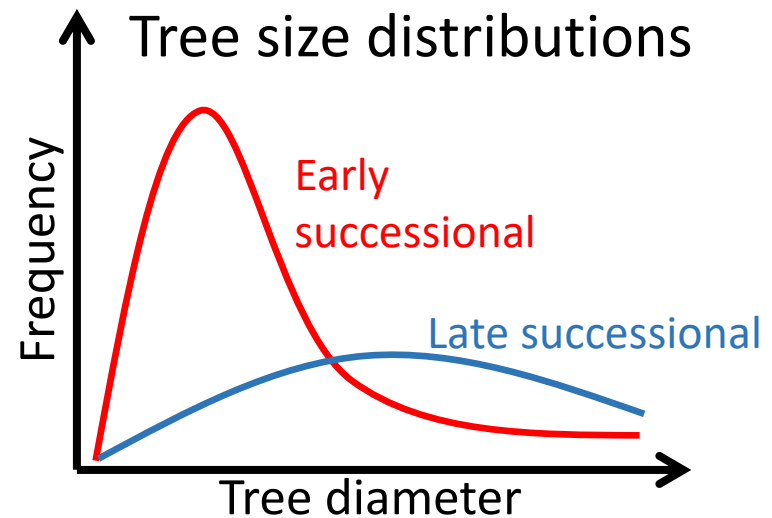 Tree size distributions
Frequency
Early
successional
Late successional
Tree diameter